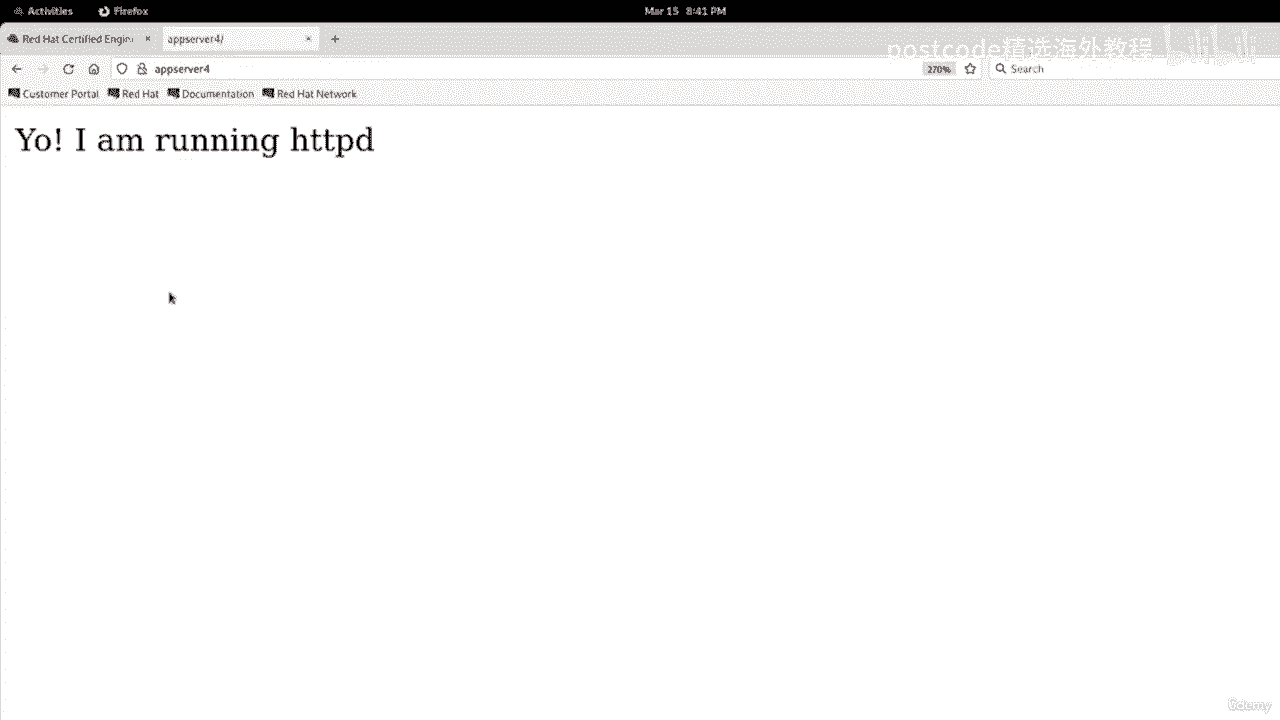 Activities Firefox Mar 15 8:41 PM
Red Hat Certified Engin × appserver4/ × +
postcode精选海外教程 bilibili
appserver4 270% Search
Customer Portal Red Hat Documentation Red Hat Network
Yo! I am running httpd
Udemy